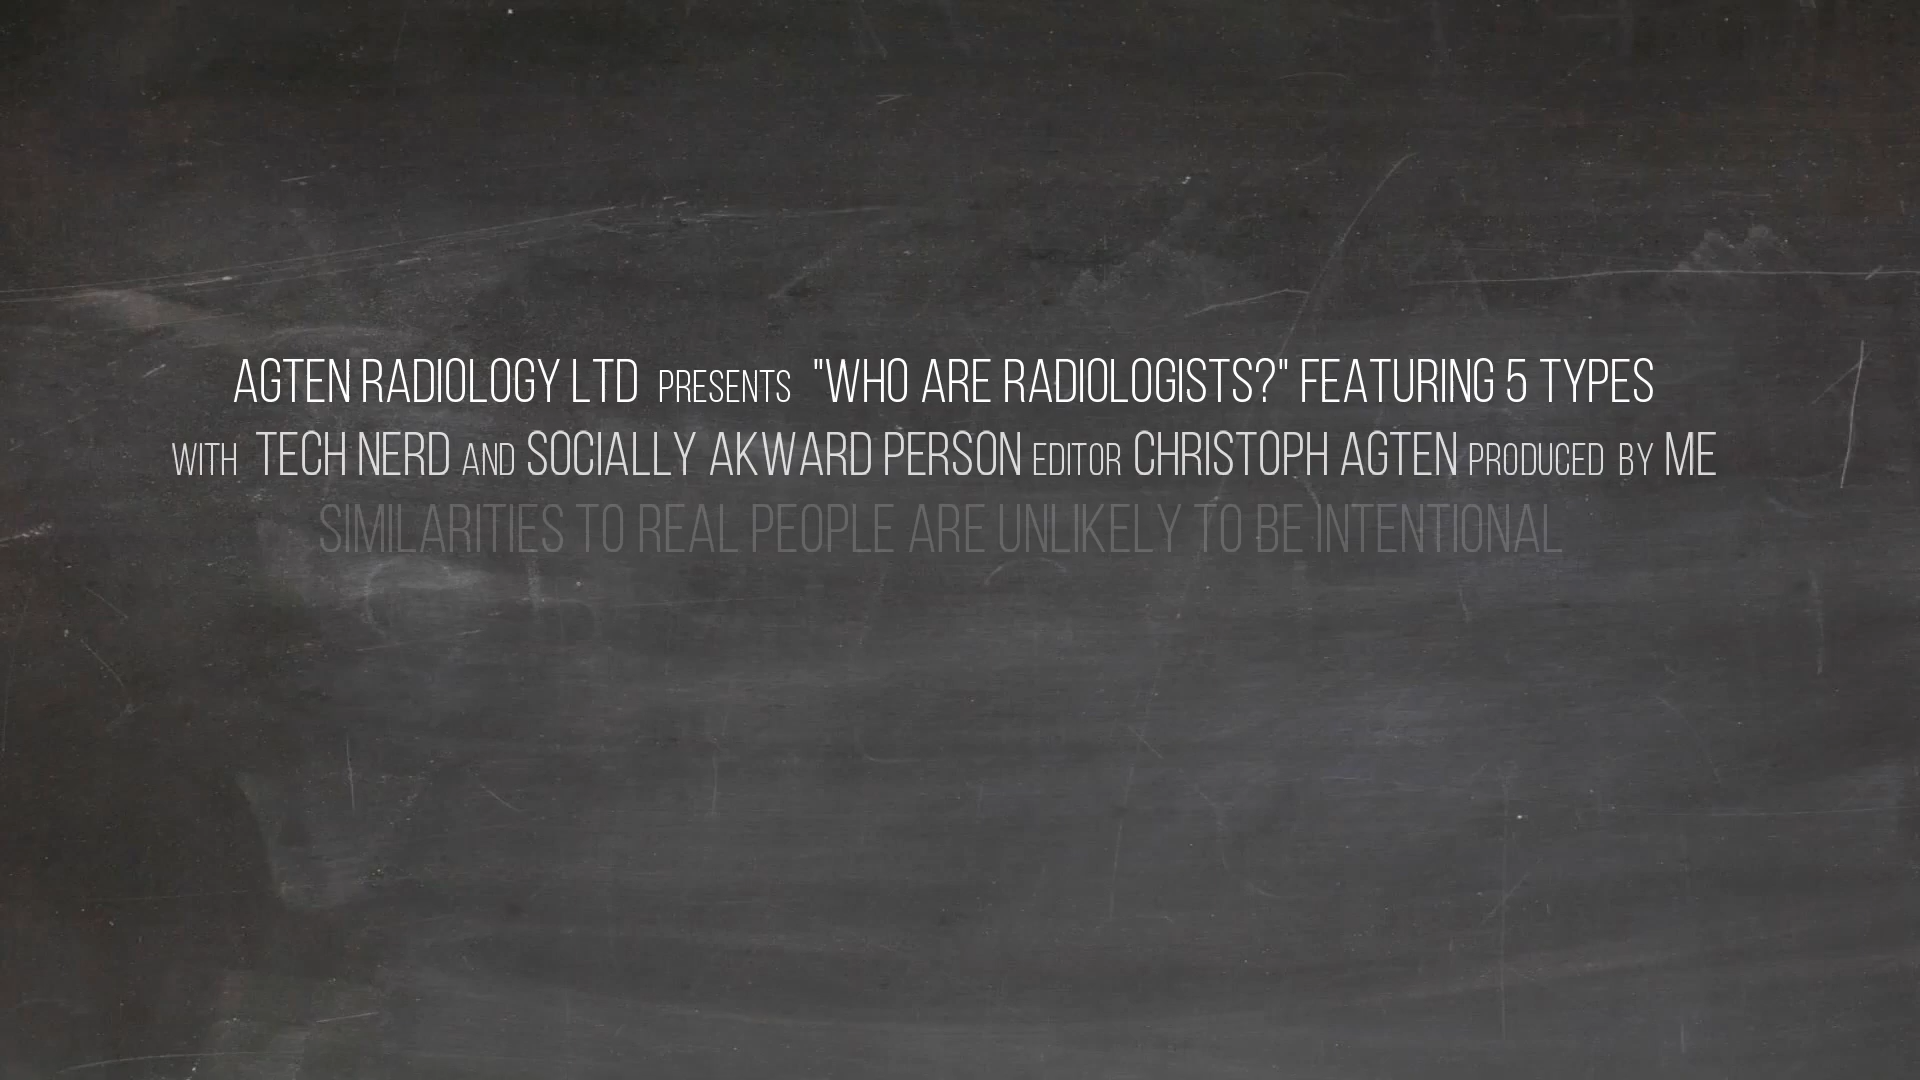 AGTEN RADIOLOGY LTD PRESENTS "WHO ARE RADIOLOGISTS?" FEATURING 5 TYPES
WITH TECH NERD AND SOCIALLY AKWARD PERSON EDITOR CHRISTOPH AGTEN PRODUCED BY ME
SIMILARITIES TO REAL PEOPLE ARE UNLIKELY TO BE INTENTIONAL